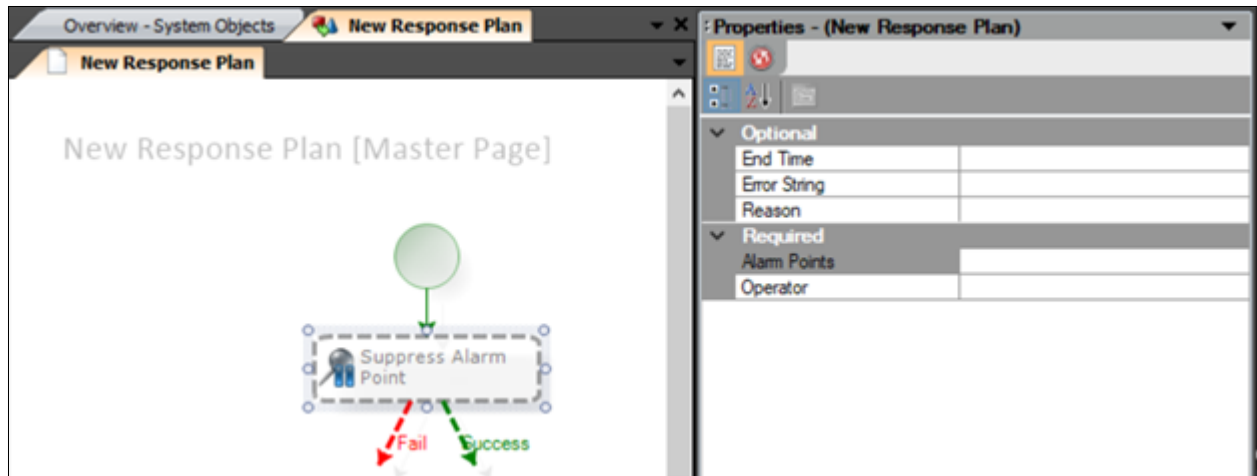 Overview - System Objects
New Response Plan
New Response Plan
New Response Plan [Master Page]
Suppress Alarm
Point
Fail
Success
Properties - (New Response Plan)
Optional
End Time
Error String
Reason
Required
Alarm Points
Operator